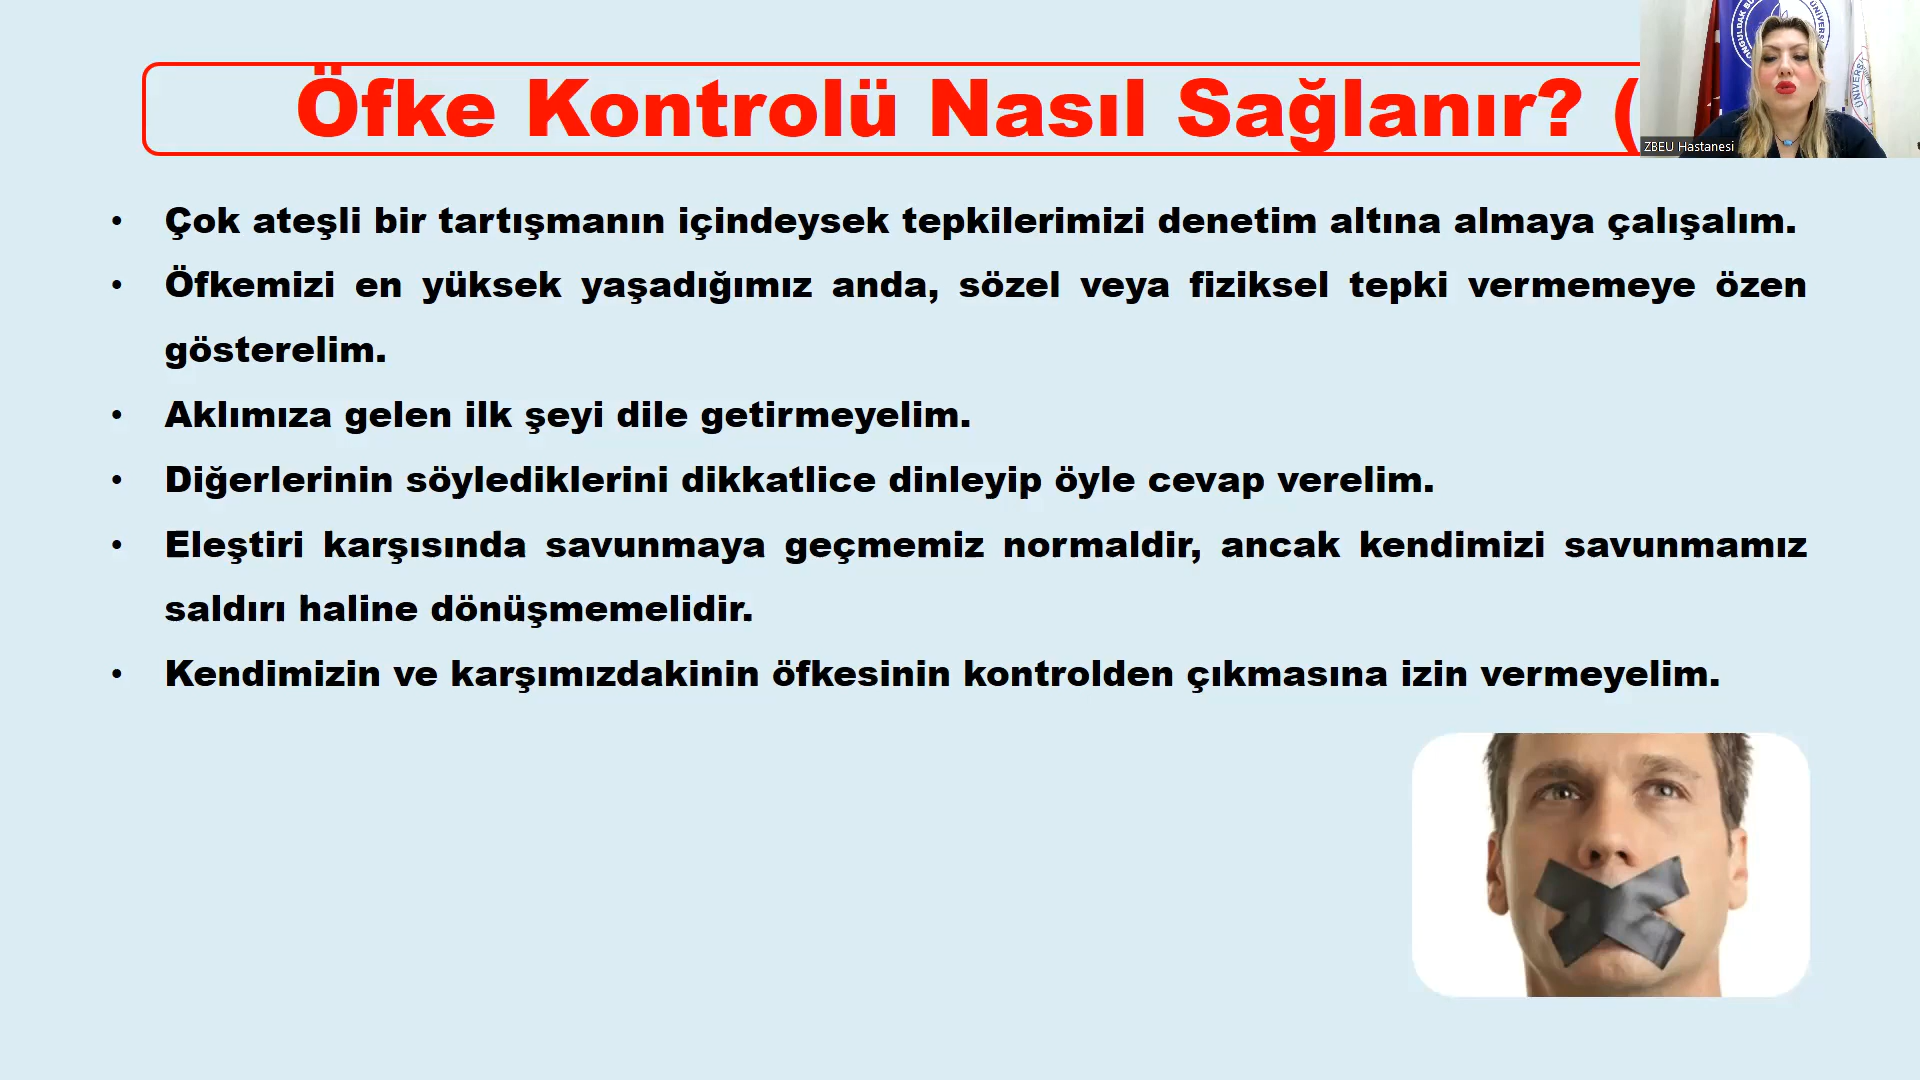 Öfke Kontrolü Nasıl Sağlanır? (
ZBEU Hastanesi
• Çok ateşli bir tartışmanın içindeysek tepkilerimizi denetim altına almaya çalışalım.
• Öfkemizi en yüksek yaşadığımız anda, sözel veya fiziksel tepki vermemeye özen
gösterelim.
• Aklımıza gelen ilk şeyi dile getirmeyelim.
• Diğerlerinin söylediklerini dikkatlice dinleyip öyle cevap verelim.
• Eleştiri karşısında savunmaya geçmemiz normaldir, ancak kendimizi savunmamız
saldırı haline dönüşmemelidir.
• Kendimizin ve karşımızdakinin öfkesinin kontrolden çıkmasına izin vermeyelim.